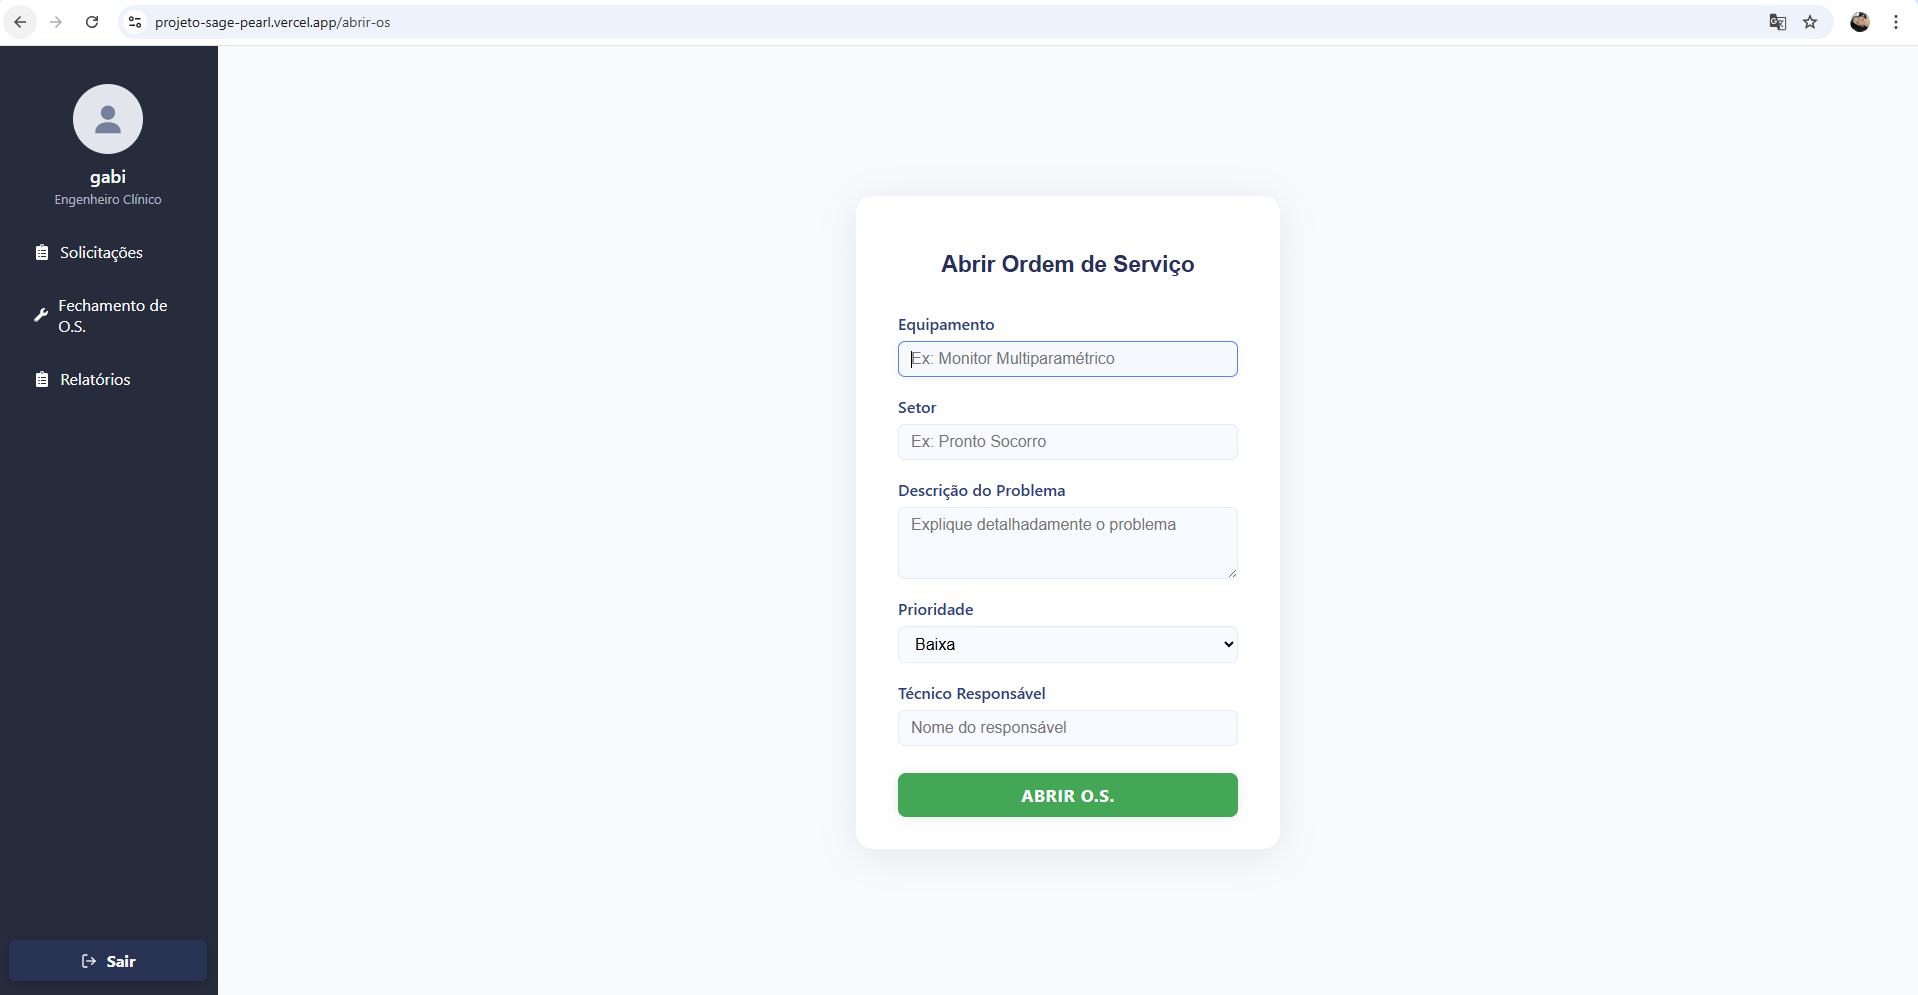 projeto-sage-pearl.vercel.app/abrir-os
gabi
Engenheiro Clínico
Solicitações
Fechamento de
O.S.
Relatórios
Sair
Abrir Ordem de Serviço
Equipamento
Ex: Monitor Multiparamétrico
Setor
Ex: Pronto Socorro
Descrição do Problema
Explique detalhadamente o problema
Prioridade
Baixa
Técnico Responsável
Nome do responsável
ABRIR O.S.